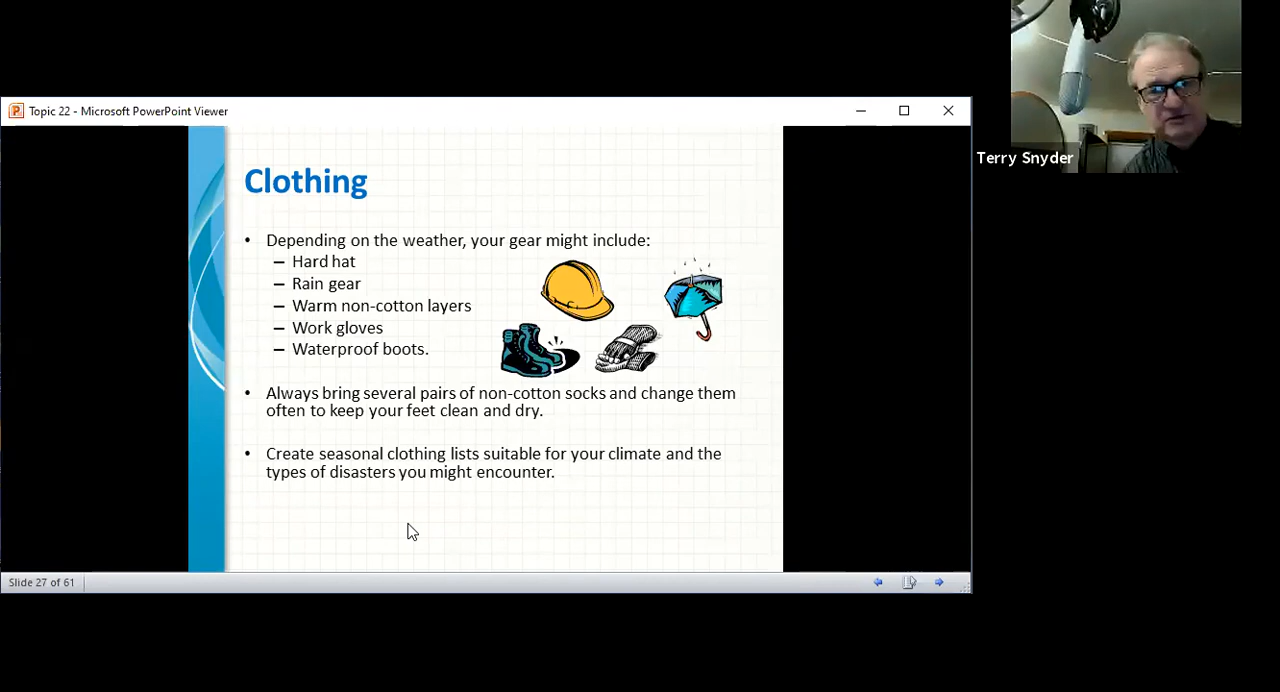 Topic 22 - Microsoft PowerPoint Viewer
Terry Snyder
Clothing
• Depending on the weather, your gear might include:
– Hard hat
– Rain gear
– Warm non-cotton layers
– Work gloves
– Waterproof boots.
• Always bring several pairs of non-cotton socks and change them
often to keep your feet clean and dry.
• Create seasonal clothing lists suitable for your climate and the
types of disasters you might encounter.
Slide 27 of 61